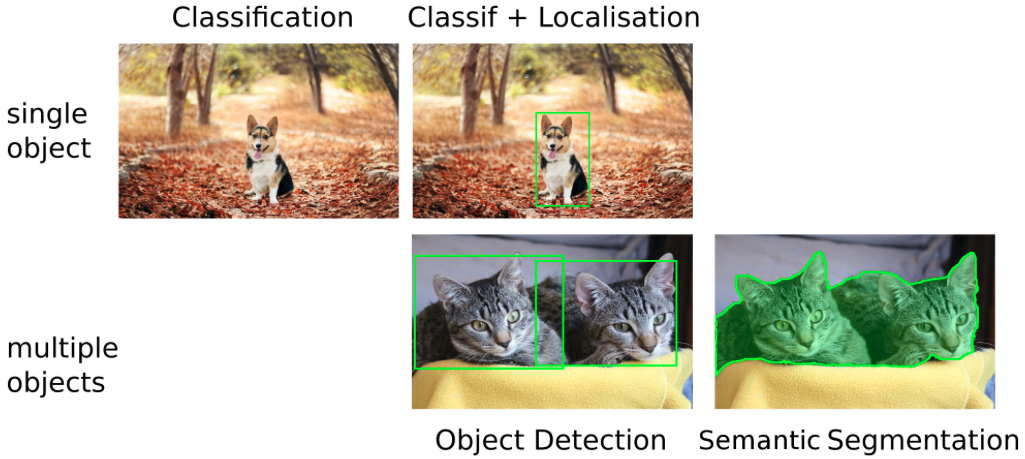 Classification
Classif + Localisation
single
object
multiple
objects
Object Detection
Semantic Segmentation